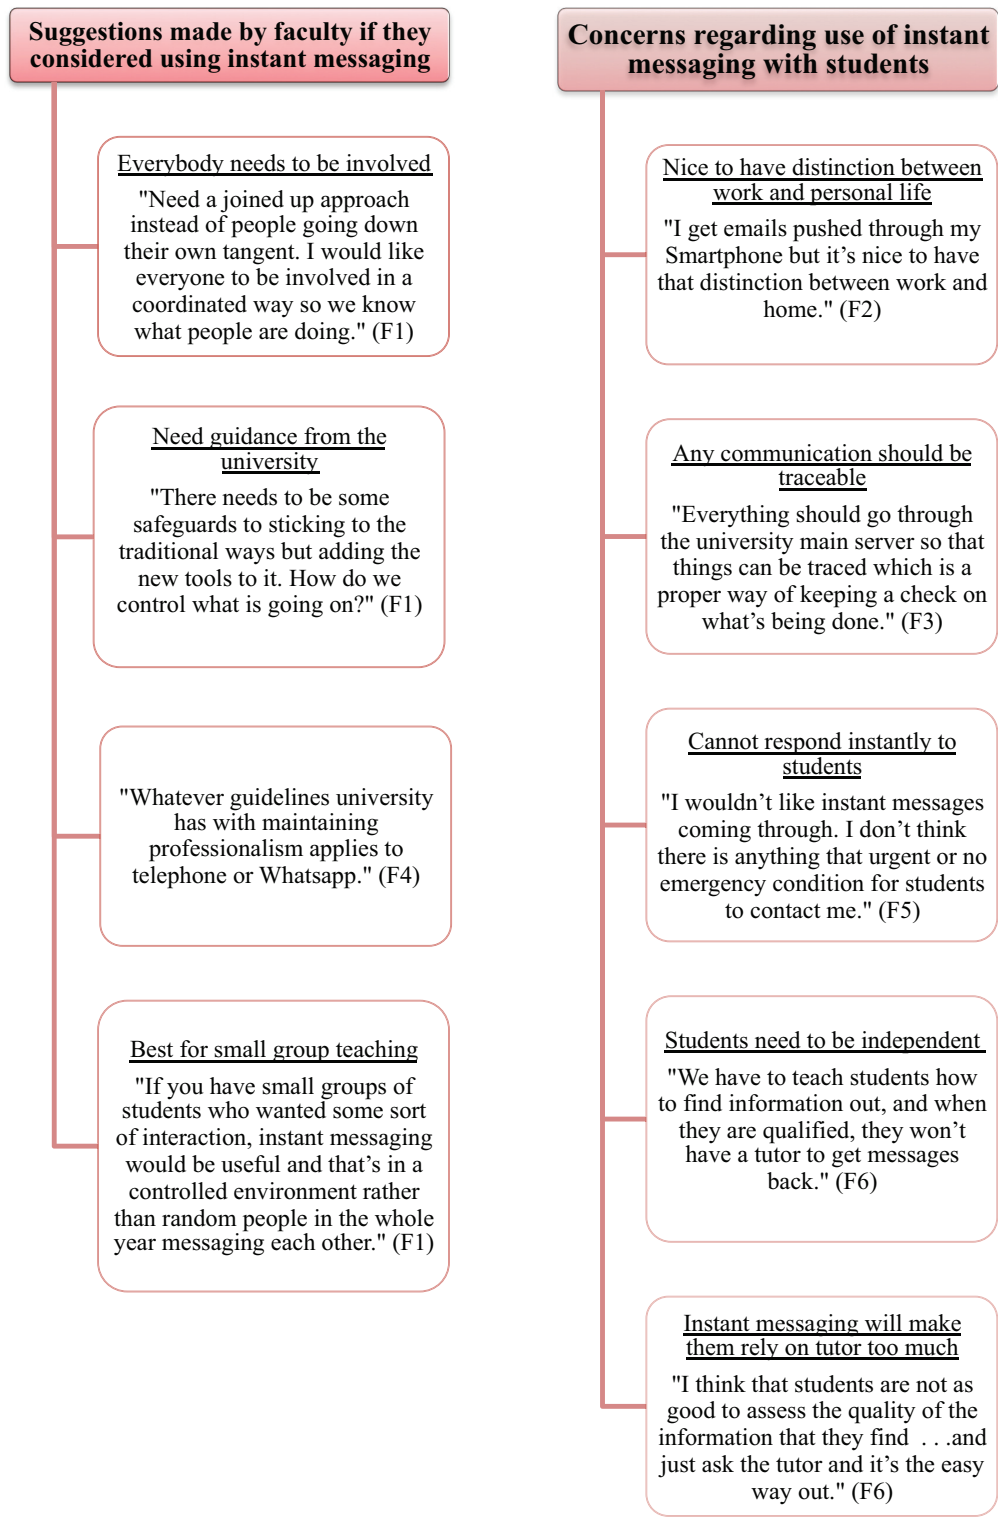 Suggestions made by faculty if they
considered using instant messaging
Everybody needs to be involved
"Need a joined up approach
instead of people going down
their own tangent. I would like
everyone to be involved in a
coordinated way so we know
what people are doing." (F1)
Need guidance from the
university
"There needs to be some
safeguards to sticking to the
traditional ways but adding the
new tools to it. How do we
control what is going on?" (F1)
"Whatever guidelines university
has with maintaining
professionalism applies to
telephone or Whatsapp." (F4)
Best for small group teaching
"If you have small groups of
students who wanted some sort
of interaction, instant messaging
would be useful and that’s in a
controlled environment rather
than random people in the whole
year messaging each other." (F1)
Concerns regarding use of instant
messaging with students
Nice to have distinction between
work and personal life
"I get emails pushed through my
Smartphone but it’s nice to have
that distinction between work and
home." (F2)
Any communication should be
traceable
"Everything should go through
the university main server so that
things can be traced which is a
proper way of keeping a check on
what’s being done." (F3)
Cannot respond instantly to
students
"I wouldn’t like instant messages
coming through. I don’t think
there is anything that urgent or no
emergency condition for students
to contact me." (F5)
Students need to be independent
"We have to teach students how
to find information out, and when
they are qualified, they won’t
have a tutor to get messages
back." (F6)
Instant messaging will make
them rely on tutor too much
"I think that students are not as
good to assess the quality of the
information that they find . . .and
just ask the tutor and it’s the easy
way out." (F6)